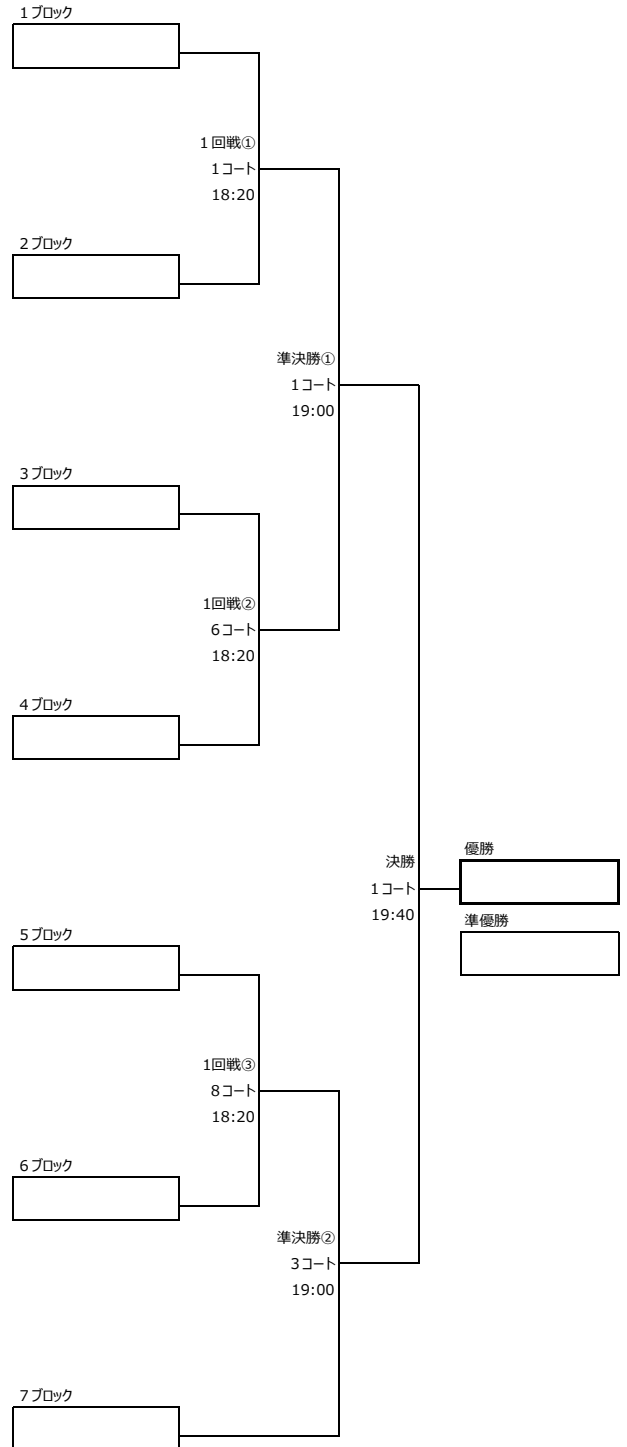 1ブロック
1回戦①
1コート
18:20
2ブロック
準決勝①
1コート
19:00
3ブロック
1回戦②
6コート
18:20
4ブロック
決勝
1コート
19:40
優勝
準優勝
5ブロック
1回戦③
8コート
18:20
6ブロック
準決勝②
3コート
19:00
7ブロック